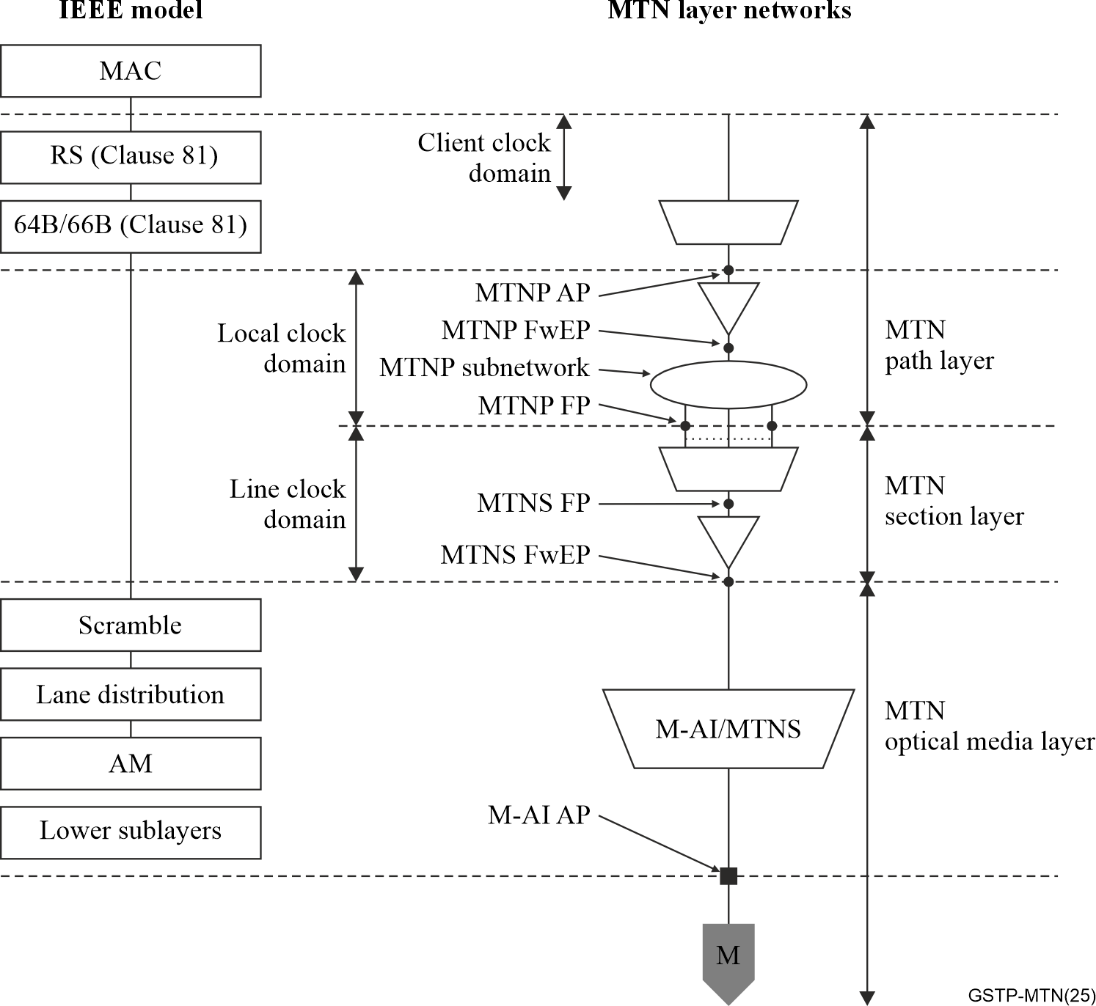 IEEE model
MTN layer networks
MAC
RS (Clause 81)
64B/66B (Clause 81)
Client clock
domain
MTNP AP
MTNP FwEP
MTNP subnetwork
MTNP FP
Local clock
domain
MTN
path layer
Line clock
domain
MTNS FP
MTNS FwEP
MTN
section layer
Scramble
Lane distribution
AM
Lower sublayers
M-AI/MTNS
MTN
optical media layer
M-AI AP
M
GSTP-MTN(25)